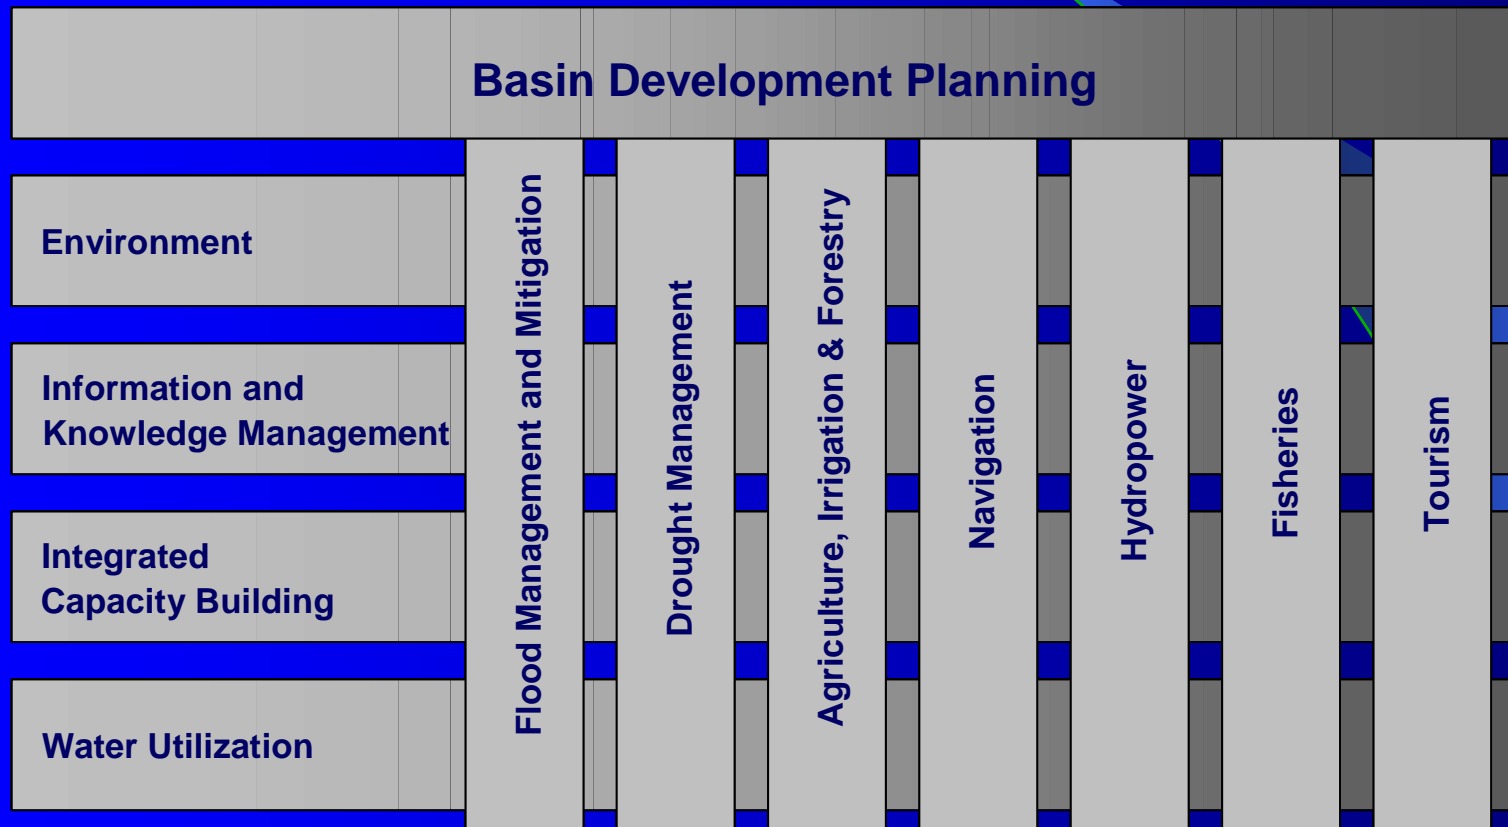 Basin Development Planning
Environment
Information and
Knowledge Management
Integrated
Capacity Building
Water Utilization
Flood Management and Mitigation
Drought Management
Agriculture, Irrigation & Forestry
Navigation
Hydropower
Fisheries
Tourism